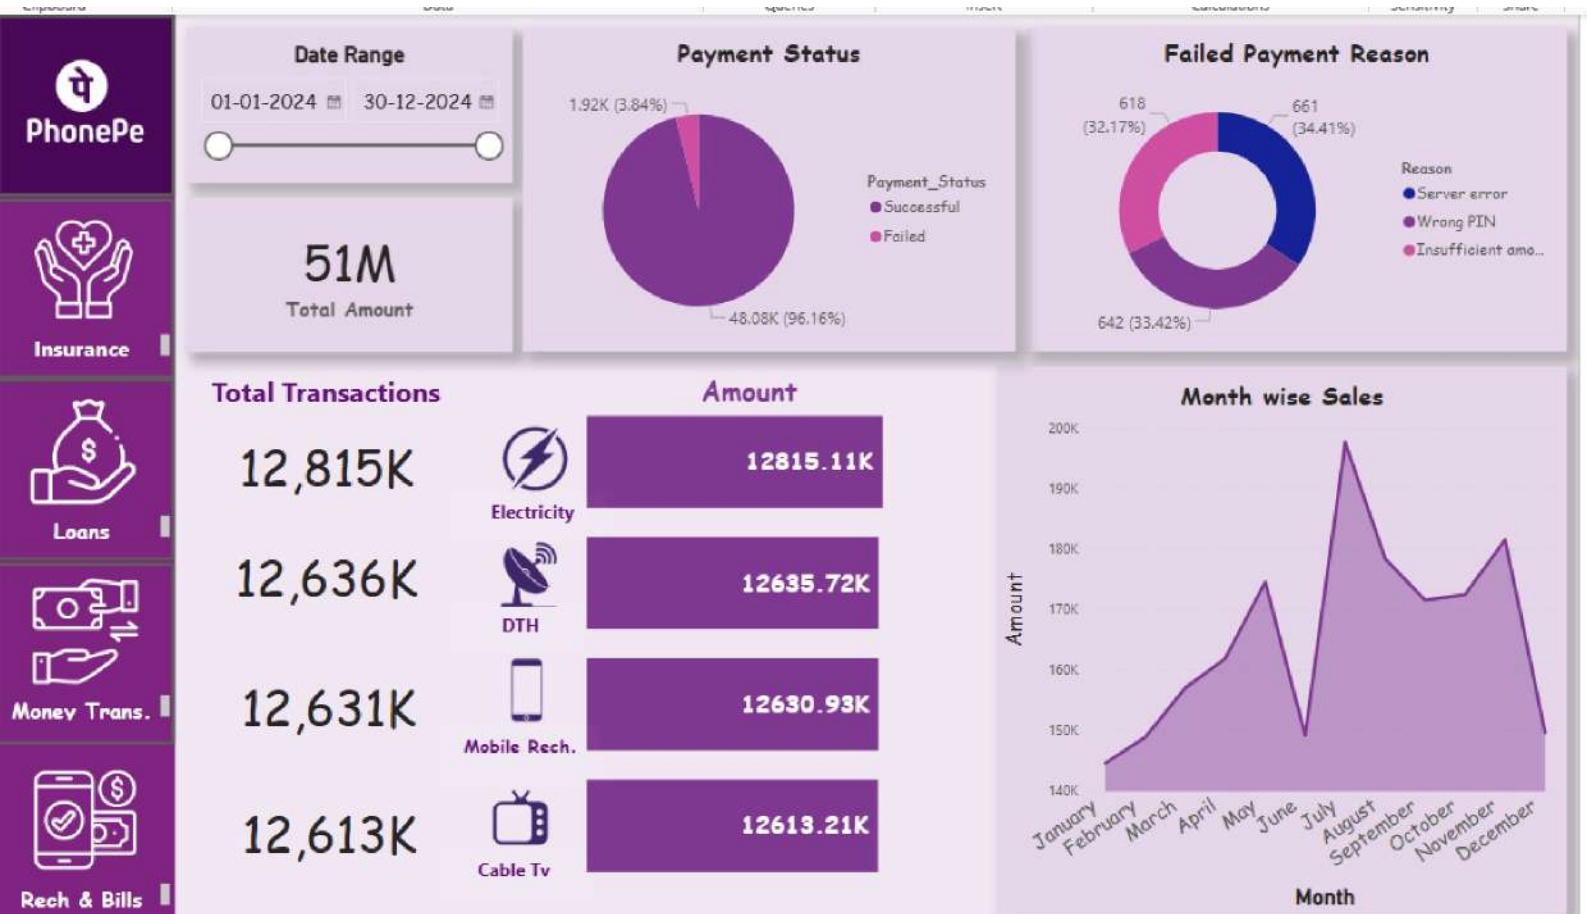 पे
PhonePe
Insurance
Loans
Money Trans.
Rech & Bills
Date Range
01-01-2024
30-12-2024
51M
Total Amount
Payment Status
1.92K (3.84%)
48.08K (96.16%)
Payment_Status
Successful
Failed
Failed Payment Reason
618
(32.17%)
661
(34.41%)
642 (33.42%)
Reason
Server error
Wrong PIN
Insufficient amo...
Total Transactions
Amount
12,815K
Electricity
12815.11K
12,636K
DTH
12635.72K
12,631K
Mobile Rech.
12630.93K
12,613K
Cable Tv
12613.21K
Month wise Sales
Amount
200K
190K
180K
170K
160K
150K
140K
January
February
March
April
May
June
July
August
September
October
November
December
Month